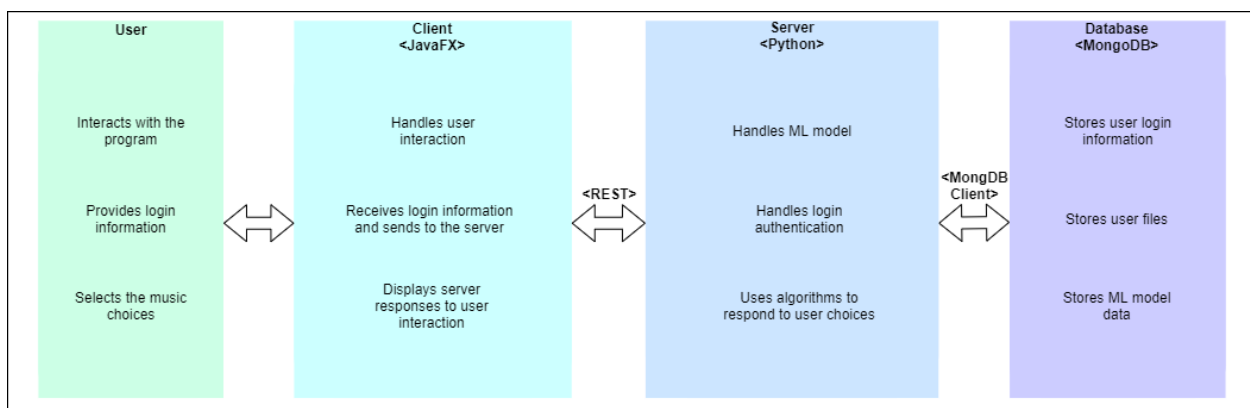 User
Interacts with the
program
Provides login
information
Selects the music
choices
Client
<JavaFX>
Handles user
interaction
Receives login information
and sends to the server
Displays server
responses to user
interaction
<REST>
Server
<Python>
Handles ML model
Handles login
authentication
Uses algorithms to
respond to user choices
<MongDB
Client>
Database
<MongoDB>
Stores user login
information
Stores user files
Stores ML model
data